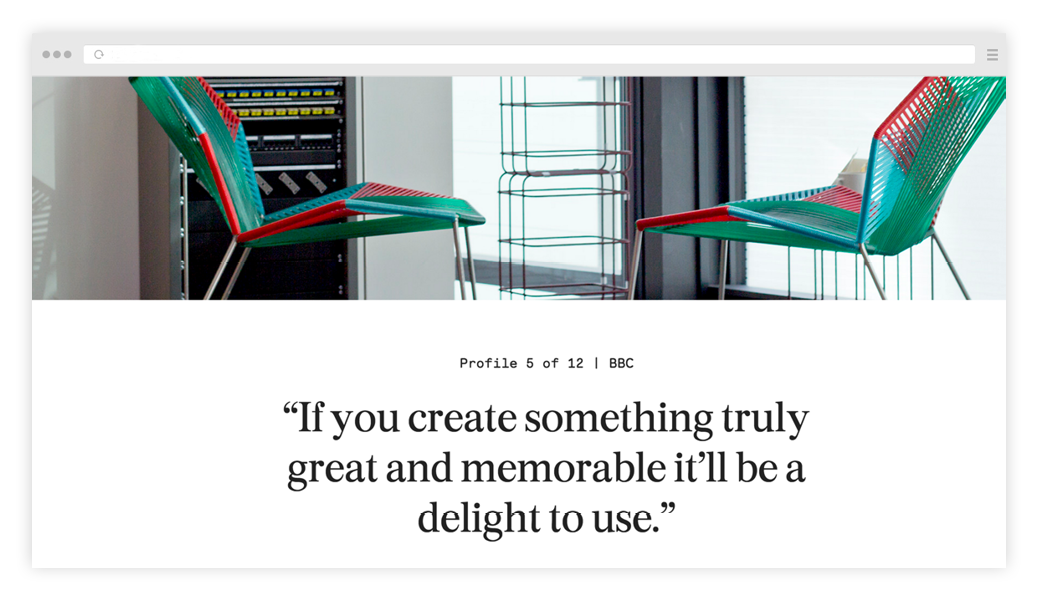 Profile 5 of 12 | BBC
“If you create something truly
great and memorable it’ll be a
delight to use.”